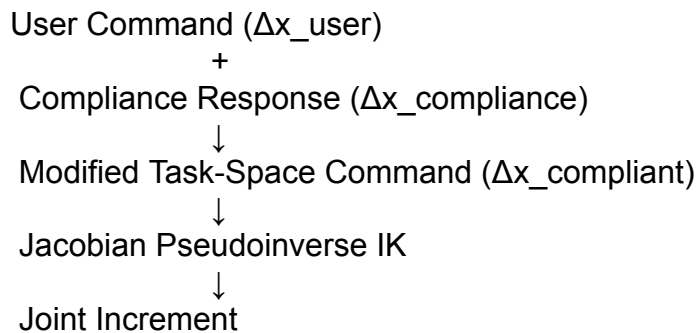 User Command (Δx_user)
+
Compliance Response (Δx_compliance)
↓
Modified Task-Space Command (Δx_compliant)
↓
Jacobian Pseudoinverse IK
↓
Joint Increment